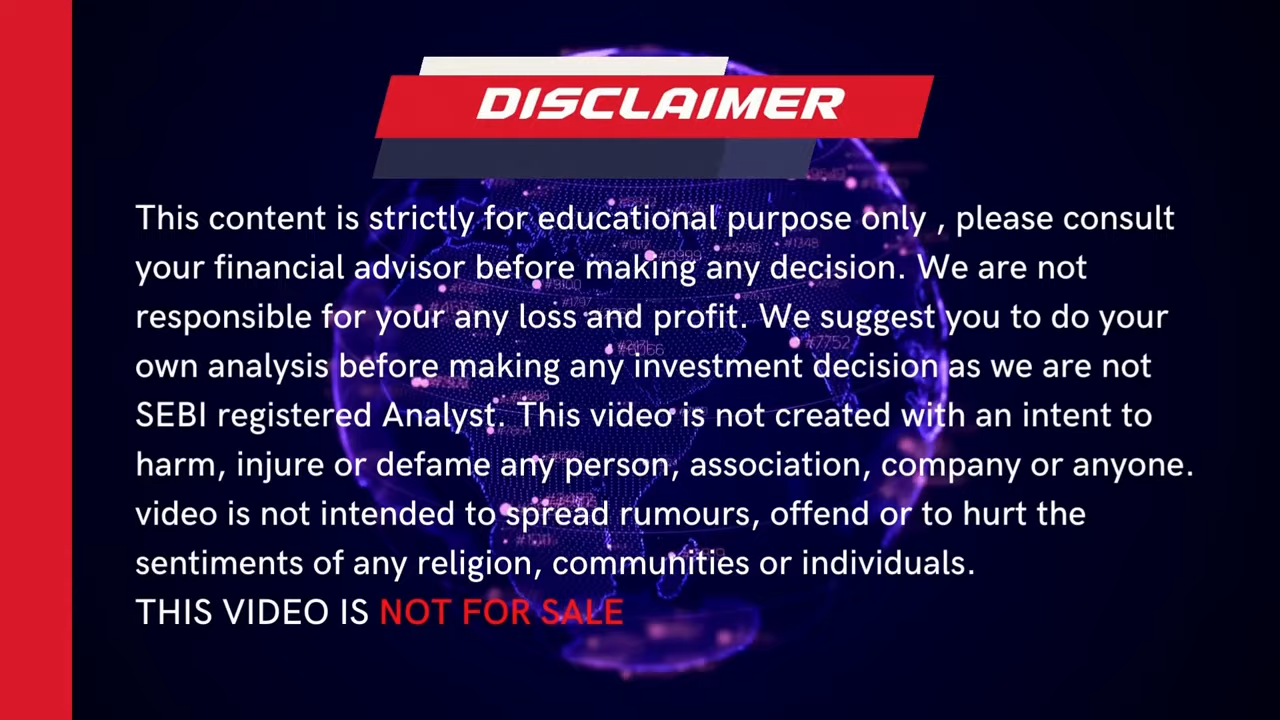 DISCLAIMER
This content is strictly for educational purpose only , please consult
your financial advisor before making any decision. We are not
responsible for your any loss and profit. We suggest you to do your
own analysis before making any investment decision as we are not
SEBI registered Analyst. This video is not created with an intent to
harm, injure or defame any person, association, company or anyone.
video is not intended to spread rumours, offend or to hurt the
sentiments of any religion, communities or individuals.
THIS VIDEO IS NOT FOR SALE
#7752